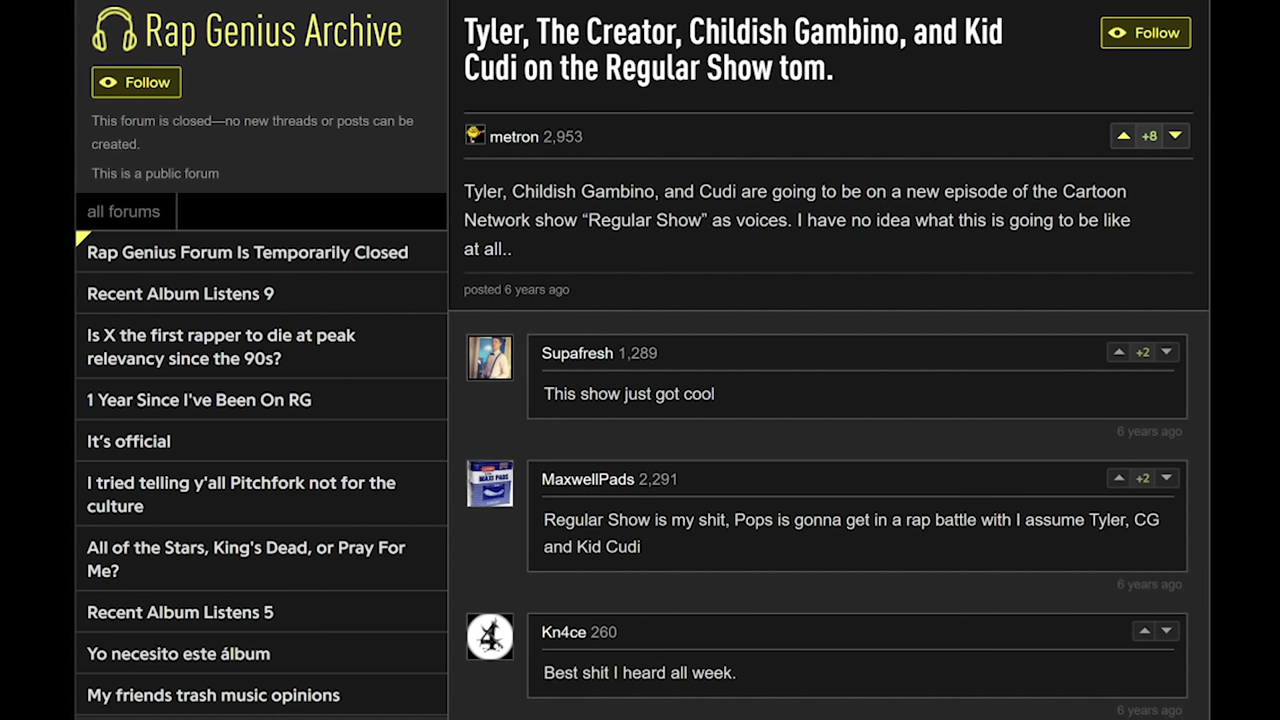 Rap Genius Archive
Follow
This forum is closed—no new threads or posts can be
created.
This is a public forum
all forums
Rap Genius Forum Is Temporarily Closed
Recent Album Listens 9
Is X the first rapper to die at peak
relevancy since the 90s?
1 Year Since I've Been On RG
It’s official
I tried telling y'all Pitchfork not for the
culture
All of the Stars, King's Dead, or Pray For
Me?
Recent Album Listens 5
Yo necesito este álbum
My friends trash music opinions
Tyler, The Creator, Childish Gambino, and Kid
Cudi on the Regular Show tom.
Follow
metron 2,953
+8
Tyler, Childish Gambino, and Cudi are going to be on a new episode of the Cartoon
Network show “Regular Show” as voices. I have no idea what this is going to be like
at all..
posted 6 years ago
Supafresh 1,289
+2
This show just got cool
6 years ago
MaxwellPads 2,291
+2
Regular Show is my shit, Pops is gonna get in a rap battle with I assume Tyler, CG
and Kid Cudi
6 years ago
Kn4ce 260
Best shit I heard all week.
6 years ago
MAXI PADS
4